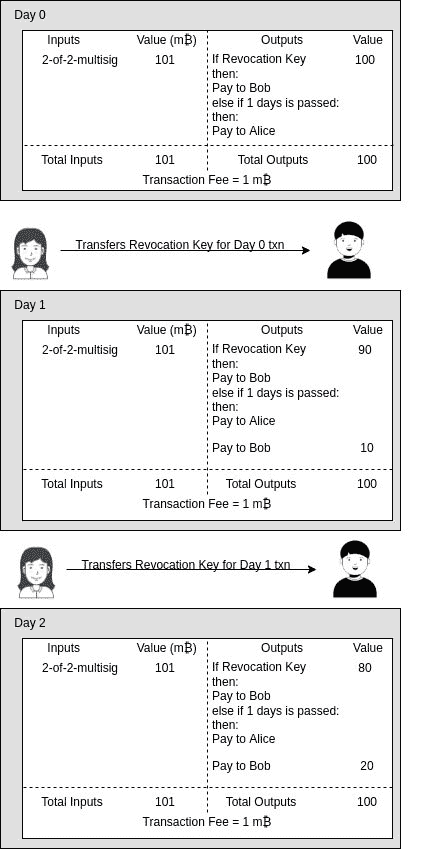 Day 0
Inputs Value (m₿) Outputs Value
2-of-2-multisig 101 If Revocation Key 100
then:
Pay to Bob
else if 1 days is passed:
then:
Pay to Alice
Total Inputs 101 Total Outputs 100
Transaction Fee = 1 m₿
Transfers Revocation Key for Day 0 txn
Day 1
Inputs Value (m₿) Outputs Value
2-of-2-multisig 101 If Revocation Key 90
then:
Pay to Bob
else if 1 days is passed:
then:
Pay to Alice
Pay to Bob 10
Total Inputs 101 Total Outputs 100
Transaction Fee = 1 m₿
Transfers Revocation Key for Day 1 txn
Day 2
Inputs Value (m₿) Outputs Value
2-of-2-multisig 101 If Revocation Key 80
then:
Pay to Bob
else if 1 days is passed:
then:
Pay to Alice
Pay to Bob 20
Total Inputs 101 Total Outputs 100
Transaction Fee = 1 m₿